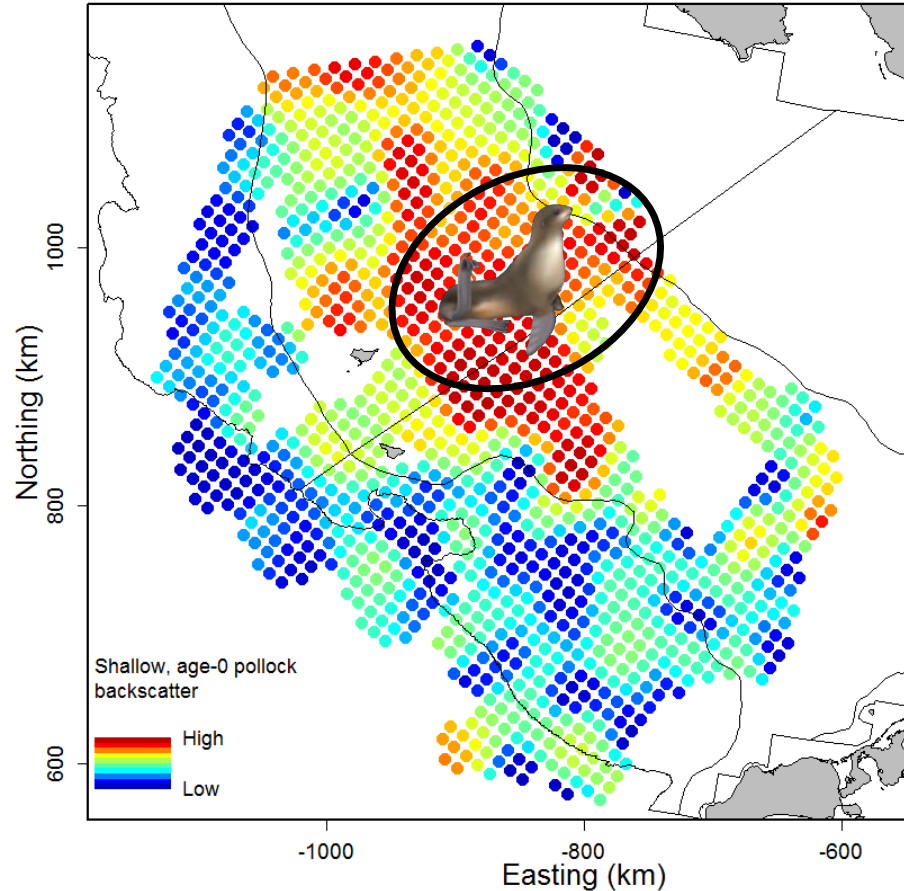 1000
800
600
Northing (km)
Shallow, age-0 pollock
backscatter
High
Low
-1000
-800
-600
Easting (km)